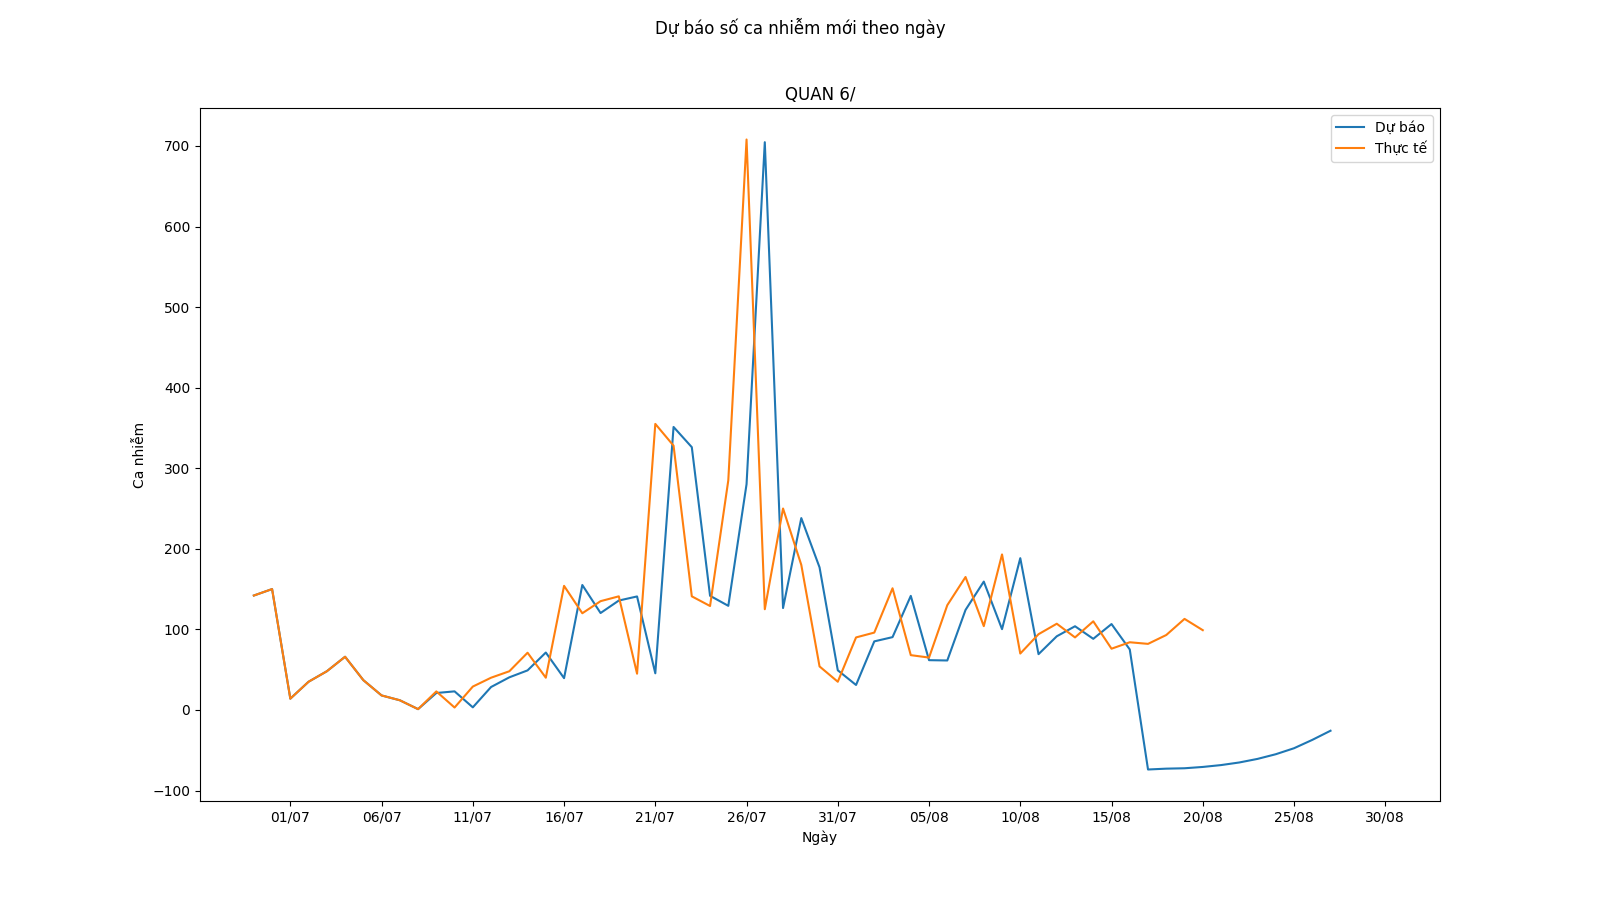 Dự báo số ca nhiễm mới theo ngày
QUAN 6/
Dự báo
Thực tế
700
600
500
400
300
200
100
0
−100
Ca nhiễm
01/07 06/07 11/07 16/07 21/07 26/07 31/07 05/08 10/08 15/08 20/08 25/08 30/08
Ngày